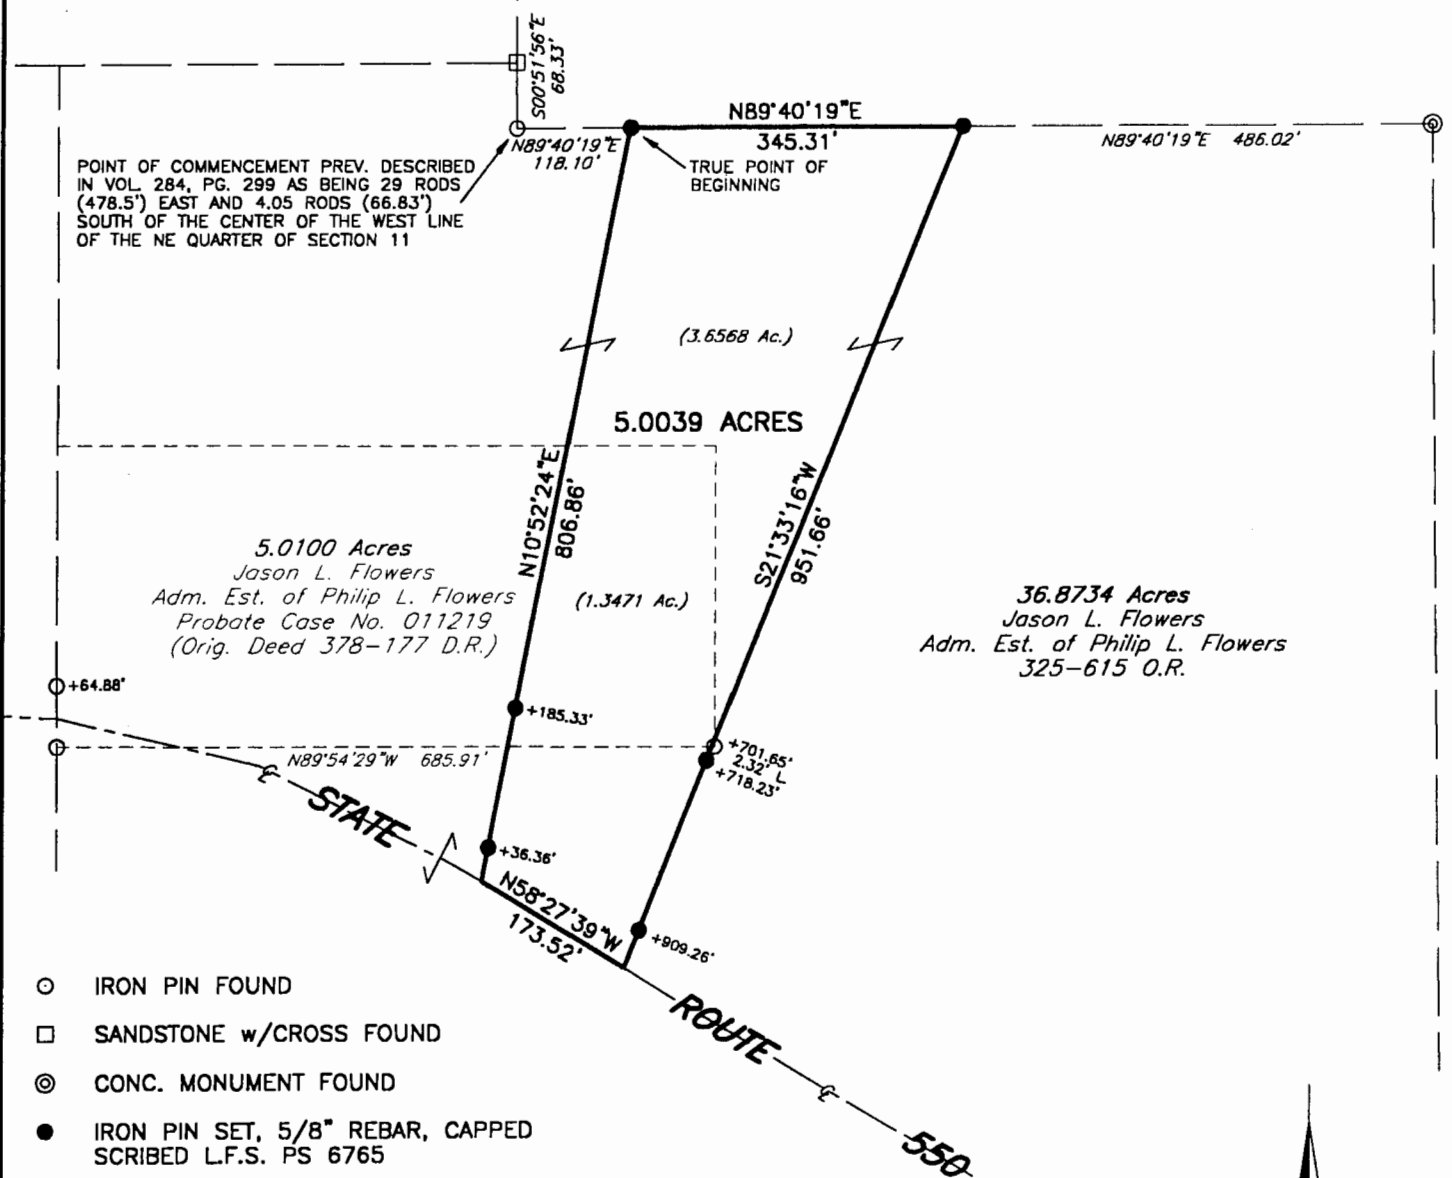 S00°51'56"E
68.33'
N89°40'19"E
118.10'
N89°40'19"E
345.31'
N89°40'19"E 486.02'
POINT OF COMMENCEMENT PREV. DESCRIBED
IN VOL. 284, PG. 299 AS BEING 29 RODS
(478.5') EAST AND 4.05 RODS (66.83')
SOUTH OF THE CENTER OF THE WEST LINE
OF THE NE QUARTER OF SECTION 11
TRUE POINT OF
BEGINNING
(3.6568 Ac.)
5.0039 ACRES
N10°52'24"E
806.86'
S21°33'16"W
951.66'
5.0100 Acres
Jason L. Flowers
Adm. Est. of Philip L. Flowers
Probate Case No. 011219
(Orig. Deed 378-177 D.R.)
(1.3471 Ac.)
36.8734 Acres
Jason L. Flowers
Adm. Est. of Philip L. Flowers
325-615 O.R.
+64.88'
+185.33'
N89°54'29"W 685.91'
+701.65'
2.32' L
+718.23'
STATE
+36.36'
N58°27'39"W
173.52'
+909.26'
ROUTE
550
IRON PIN FOUND
SANDSTONE w/CROSS FOUND
CONC. MONUMENT FOUND
IRON PIN SET, 5/8" REBAR, CAPPED
SCRIBED L.F.S. PS 6765